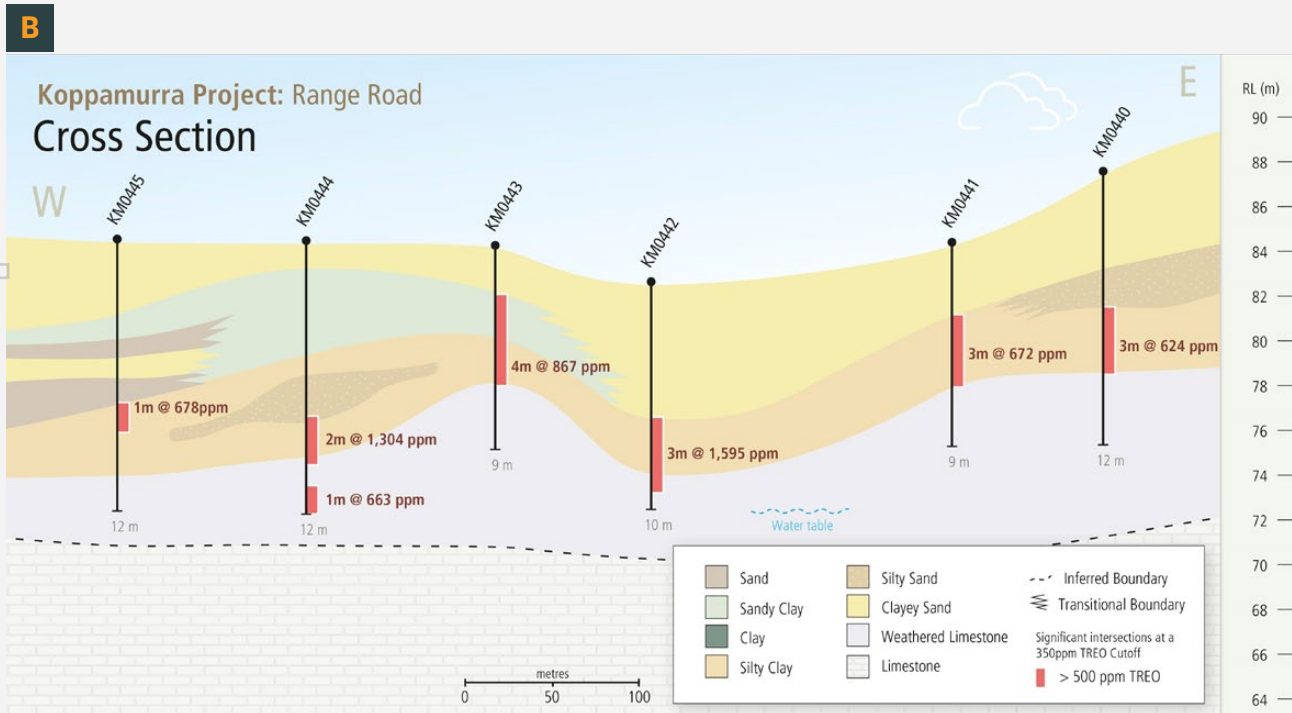 B
Koppamurra Project: Range Road
Cross Section
W
E
RL (m)
90
88
86
84
82
80
78
76
74
72
70
68
66
64
KM0445
KM0444
KM0443
KM0442
KM0441
KM0440
1m @ 678ppm
2m @ 1,304 ppm
1m @ 663 ppm
4m @ 867 ppm
3m @ 1,595 ppm
3m @ 672 ppm
3m @ 624 ppm
12 m
12 m
9 m
10 m
9 m
12 m
Water table
metres
0 50 100
Sand
Sandy Clay
Clay
Silty Clay
Silty Sand
Clayey Sand
Weathered Limestone
Limestone
Inferred Boundary
Transitional Boundary
Significant intersections at a
350ppm TREO Cutoff
> 500 ppm TREO